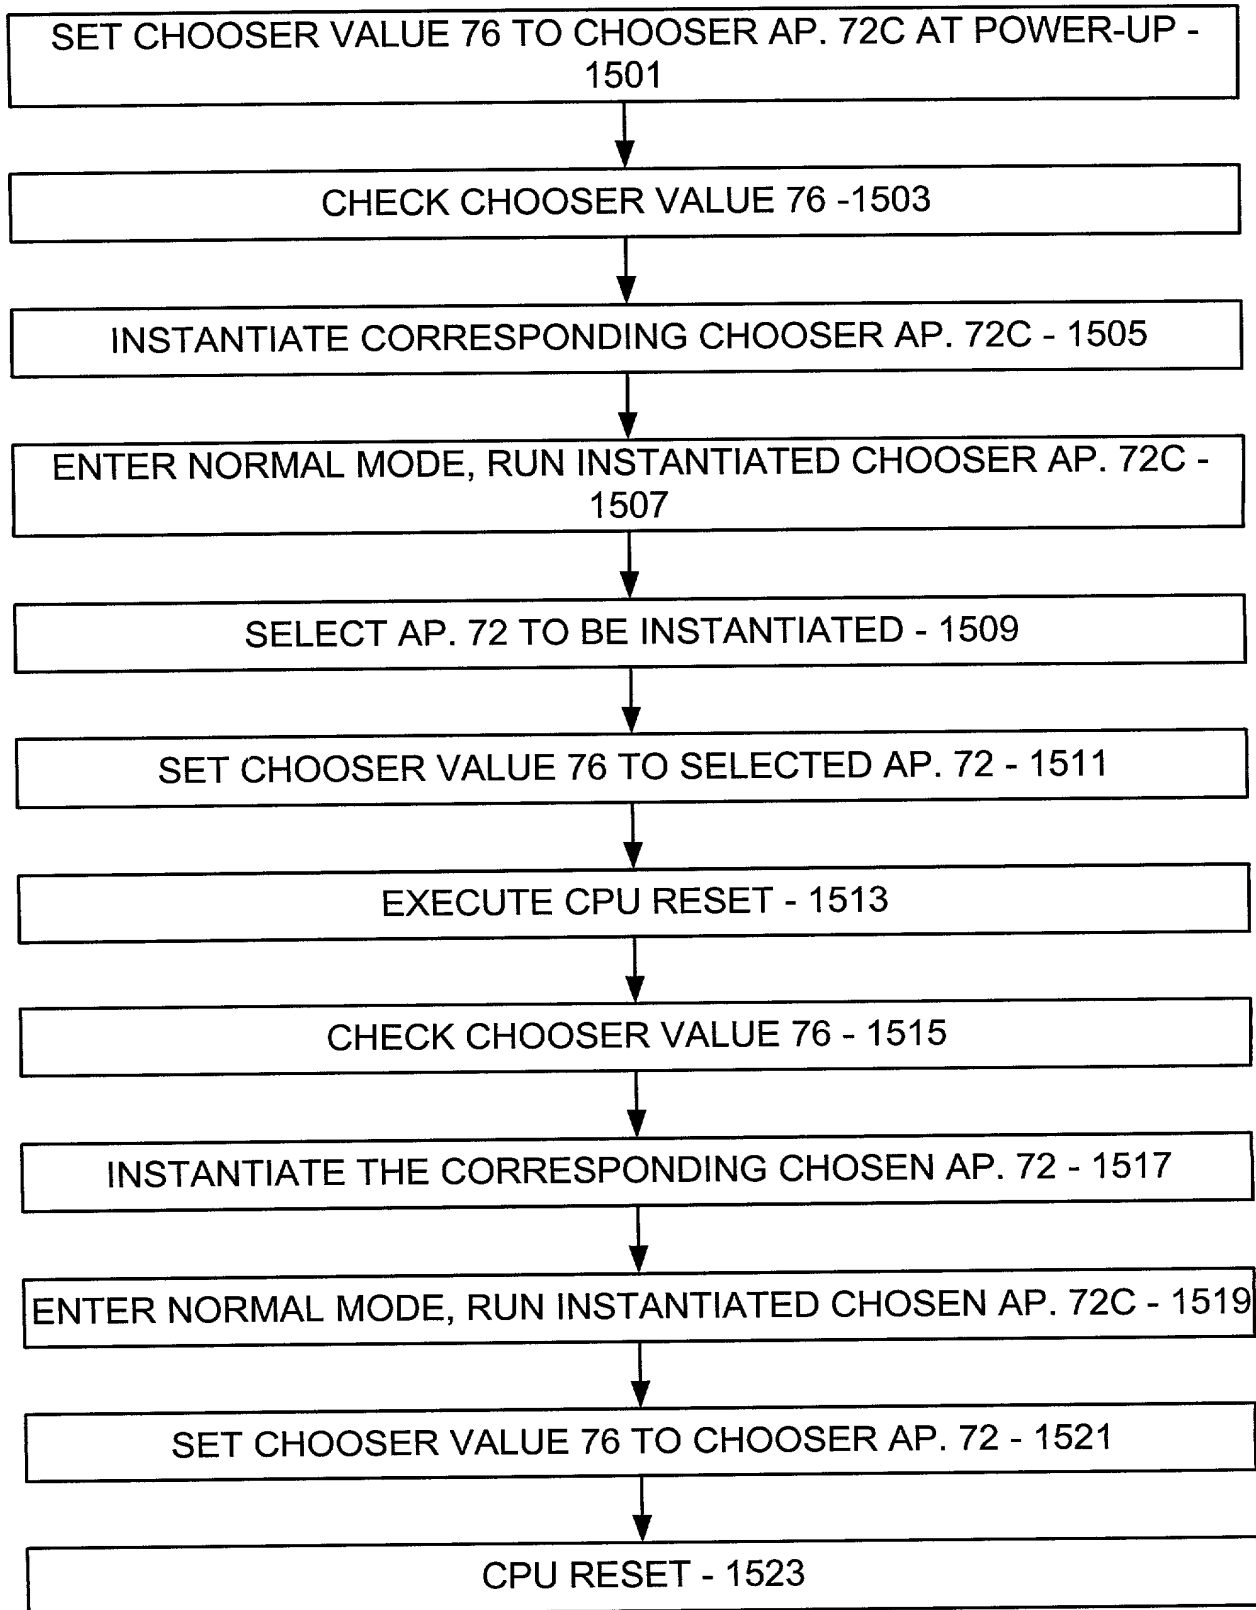 SET CHOOSER VALUE 76 TO CHOOSER AP. 72C AT POWER-UP -
1501
CHECK CHOOSER VALUE 76 -1503
INSTANTIATE CORRESPONDING CHOOSER AP. 72C - 1505
ENTER NORMAL MODE, RUN INSTANTIATED CHOOSER AP. 72C -
1507
SELECT AP. 72 TO BE INSTANTIATED - 1509
SET CHOOSER VALUE 76 TO SELECTED AP. 72 - 1511
EXECUTE CPU RESET - 1513
CHECK CHOOSER VALUE 76 - 1515
INSTANTIATE THE CORRESPONDING CHOSEN AP. 72 - 1517
ENTER NORMAL MODE, RUN INSTANTIATED CHOSEN AP. 72C - 1519
SET CHOOSER VALUE 76 TO CHOOSER AP. 72 - 1521
CPU RESET - 1523